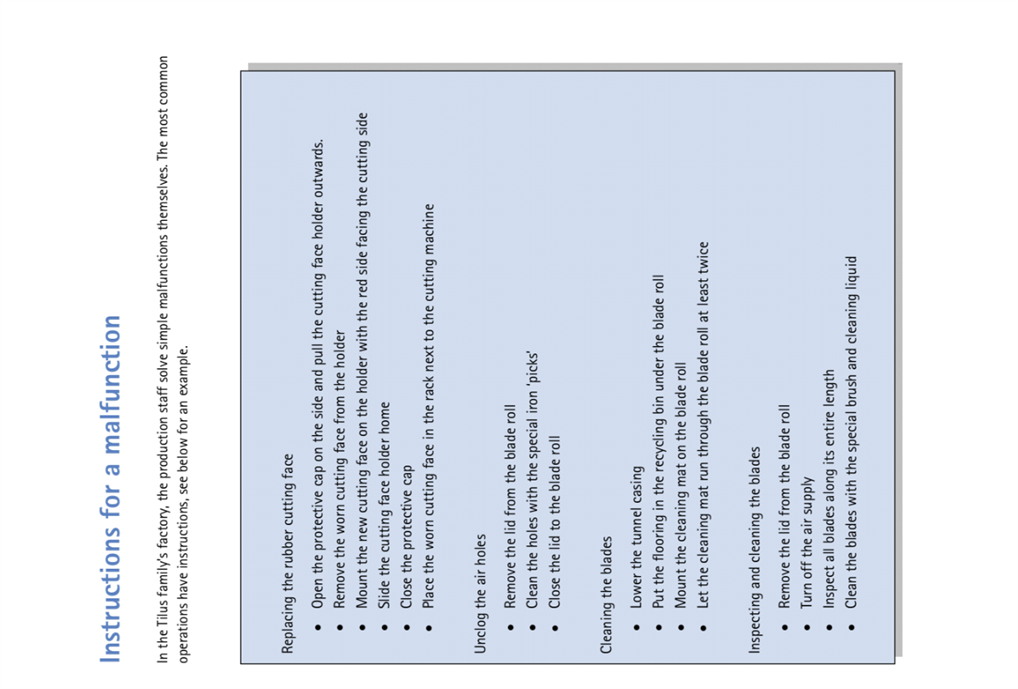 Instructions for a malfunction
In the Tilus family's factory, the production staff solve simple malfunctions themselves. The most common
operations have instructions, see below for an example.
Replacing the rubber cutting face
• Open the protective cap on the side and pull the cutting face holder outwards.
• Remove the worn cutting face from the holder
• Mount the new cutting face on the holder with the red side facing the cutting side
• Slide the cutting face holder home
• Close the protective cap
• Place the worn cutting face in the rack next to the cutting machine
Unclog the air holes
• Remove the lid from the blade roll
• Clean the holes with the special iron 'picks'
• Close the lid to the blade roll
Cleaning the blades
• Lower the tunnel casing
• Put the flooring in the recycling bin under the blade roll
• Mount the cleaning mat on the blade roll
• Let the cleaning mat run through the blade roll at least twice
Inspecting and cleaning the blades
• Remove the lid from the blade roll
• Turn off the air supply
• Inspect all blades along its entire length
• Clean the blades with the special brush and cleaning liquid